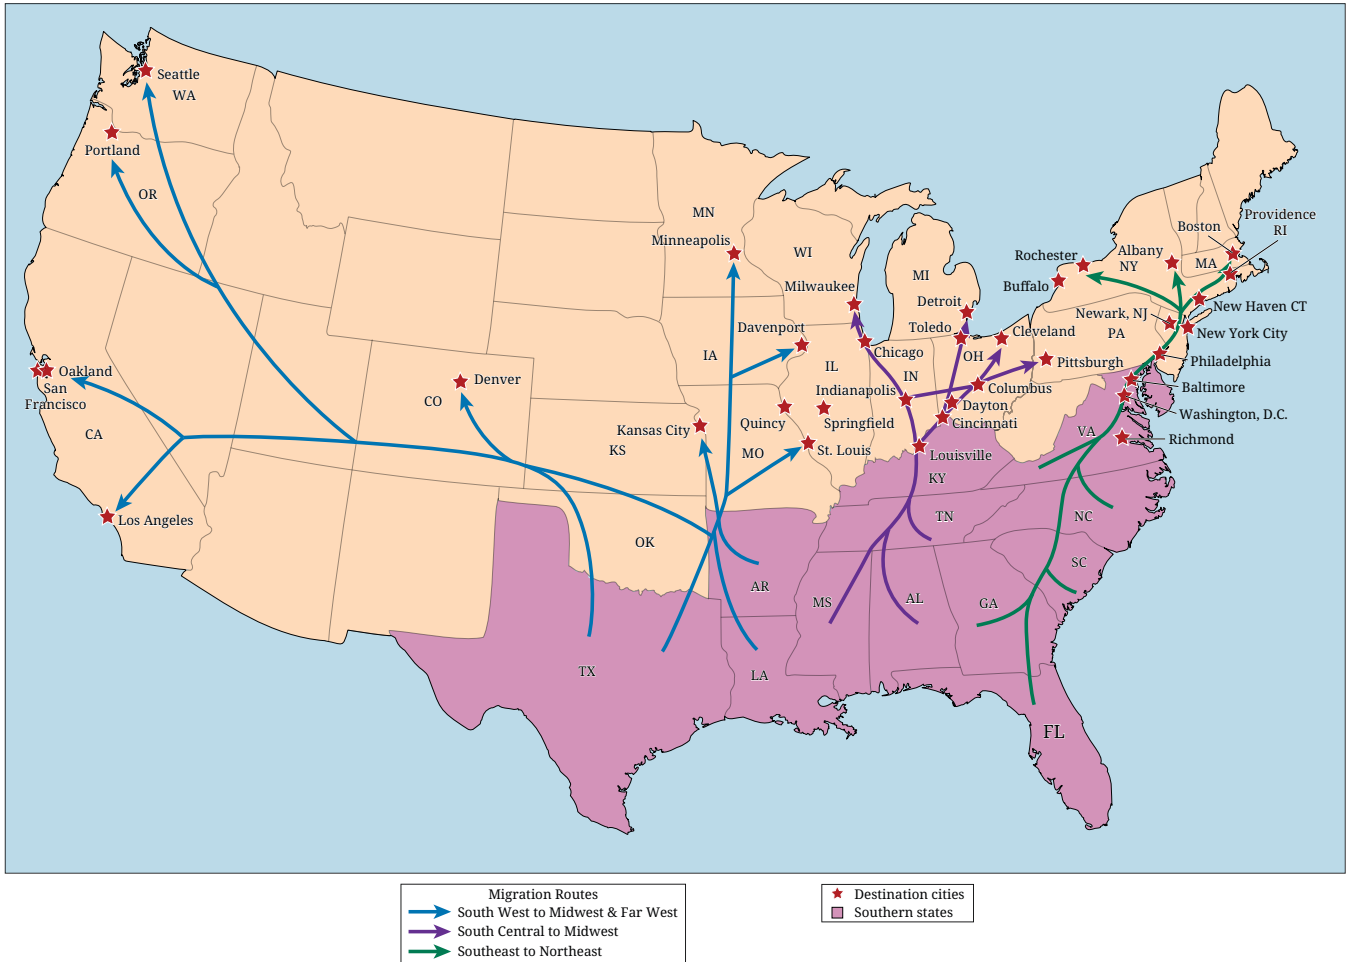 Seattle
WA
Portland
OR
Oakland
San
Francisco
CA
Los Angeles
Denver
CO
MN
Minneapolis
WI
Milwaukee
MI
Detroit
Toledo
Davenport
IA
IL
Chicago
IN
OH
Cleveland
Pittsburgh
Indianapolis
Columbus
Dayton
Cincinnati
Quincy
Springfield
Kansas City
KS
MO
St. Louis
Louisville
KY
Rochester
Buffalo
Albany
NY
Boston
Providence
RI
MA
New Haven CT
Newark, NJ
PA
New York City
Philadelphia
Baltimore
Washington, D.C.
VA
Richmond
TN
NC
SC
OK
AR
MS
AL
GA
TX
LA
FL
Migration Routes
South West to Midwest & Far West
South Central to Midwest
Southeast to Northeast
Destination cities
Southern states